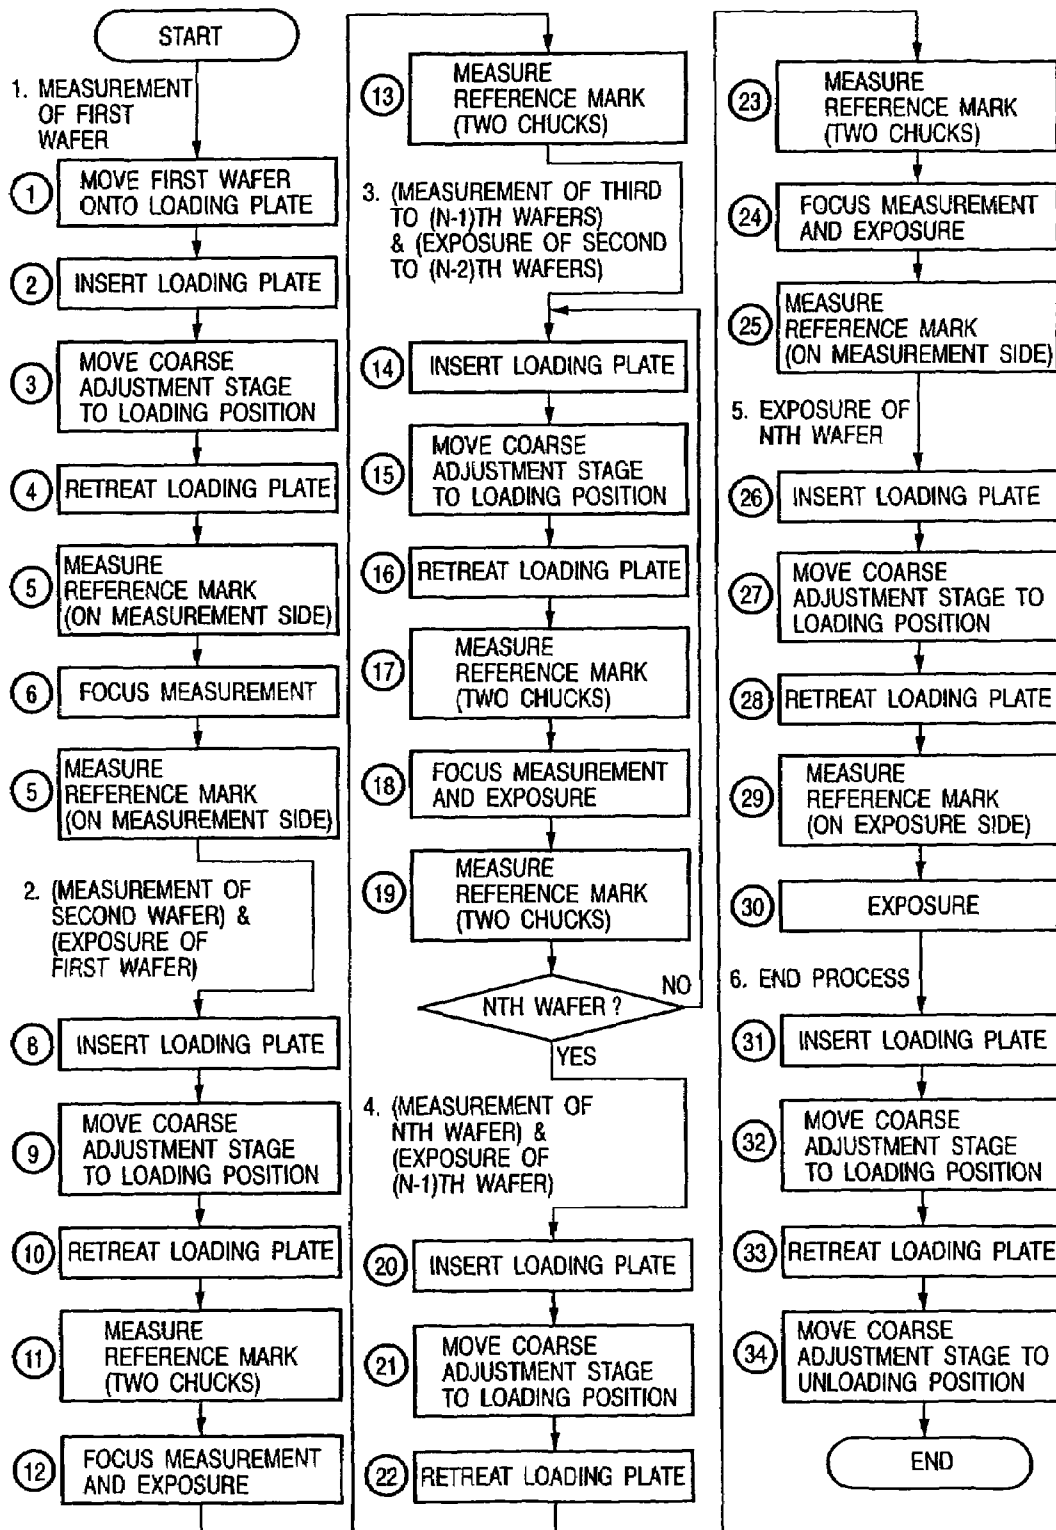 START
1. MEASUREMENT
OF FIRST
WAFER
1
MOVE FIRST WAFER
ONTO LOADING PLATE
2
INSERT LOADING PLATE
3
MOVE COARSE
ADJUSTMENT STAGE
TO LOADING POSITION
4
RETREAT LOADING PLATE
5
MEASURE
REFERENCE MARK
(ON MEASUREMENT SIDE)
6
FOCUS MEASUREMENT
5
MEASURE
REFERENCE MARK
(ON MEASUREMENT SIDE)
2. (MEASUREMENT OF
SECOND WAFER) &
(EXPOSURE OF
FIRST WAFER)
8
INSERT LOADING PLATE
9
MOVE COARSE
ADJUSTMENT STAGE
TO LOADING POSITION
10
RETREAT LOADING PLATE
11
MEASURE
REFERENCE MARK
(TWO CHUCKS)
12
FOCUS MEASUREMENT
AND EXPOSURE
13
MEASURE
REFERENCE MARK
(TWO CHUCKS)
3. (MEASUREMENT OF THIRD
TO (N-1)TH WAFERS)
& (EXPOSURE OF SECOND
TO (N-2)TH WAFERS)
14
INSERT LOADING PLATE
15
MOVE COARSE
ADJUSTMENT STAGE
TO LOADING POSITION
16
RETREAT LOADING PLATE
17
MEASURE
REFERENCE MARK
(TWO CHUCKS)
18
FOCUS MEASUREMENT
AND EXPOSURE
19
MEASURE
REFERENCE MARK
(TWO CHUCKS)
NTH WAFER ?
NO
YES
4. (MEASUREMENT OF
NTH WAFER) &
(EXPOSURE OF
(N-1)TH WAFER)
20
INSERT LOADING PLATE
21
MOVE COARSE
ADJUSTMENT STAGE
TO LOADING POSITION
22
RETREAT LOADING PLATE
23
MEASURE
REFERENCE MARK
(TWO CHUCKS)
24
FOCUS MEASUREMENT
AND EXPOSURE
25
MEASURE
REFERENCE MARK
(ON MEASUREMENT SIDE)
5. EXPOSURE OF
NTH WAFER
26
INSERT LOADING PLATE
27
MOVE COARSE
ADJUSTMENT STAGE TO
LOADING POSITION
28
RETREAT LOADING PLATE
29
MEASURE
REFERENCE MARK
(ON EXPOSURE SIDE)
30
EXPOSURE
6. END PROCESS
31
INSERT LOADING PLATE
32
MOVE COARSE
ADJUSTMENT STAGE
TO LOADING POSITION
33
RETREAT LOADING PLATE
34
MOVE COARSE
ADJUSTMENT STAGE TO
UNLOADING POSITION
END